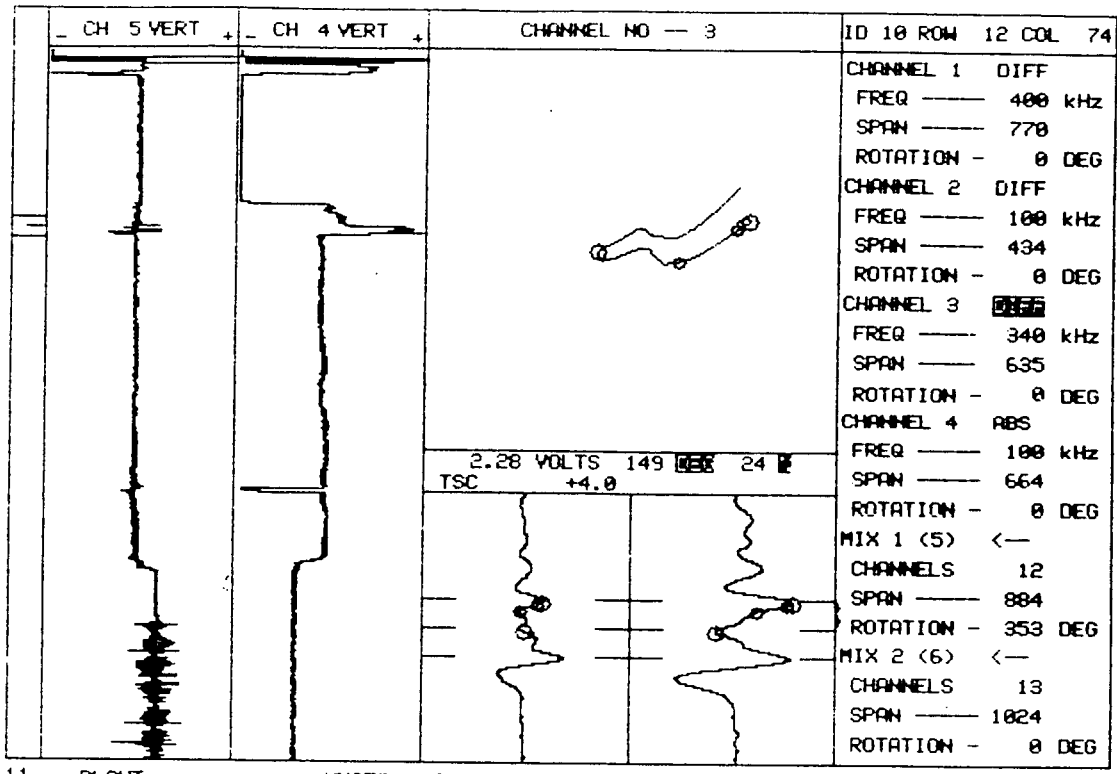 _ CH 5 VERT +
_ CH 4 VERT +
CHANNEL NO -- 3
ID 10 ROW 12 COL 74
CHANNEL 1 DIFF
FREQ ---- 400 kHz
SPAN ---- 770
ROTATION - 0 DEG
CHANNEL 2 DIFF
FREQ ---- 100 kHz
SPAN ---- 434
ROTATION - 0 DEG
CHANNEL 3 DIFF
FREQ ---- 340 kHz
SPAN ---- 635
ROTATION - 0 DEG
CHANNEL 4 ABS
FREQ ---- 100 kHz
SPAN ---- 664
ROTATION - 0 DEG
MIX 1 (5) <--
CHANNELS 12
SPAN ---- 884
ROTATION - 353 DEG
MIX 2 (6) <--
CHANNELS 13
SPAN ---- 1024
ROTATION - 0 DEG
2.28 VOLTS 149 DEG 24
TSC +4.0
11